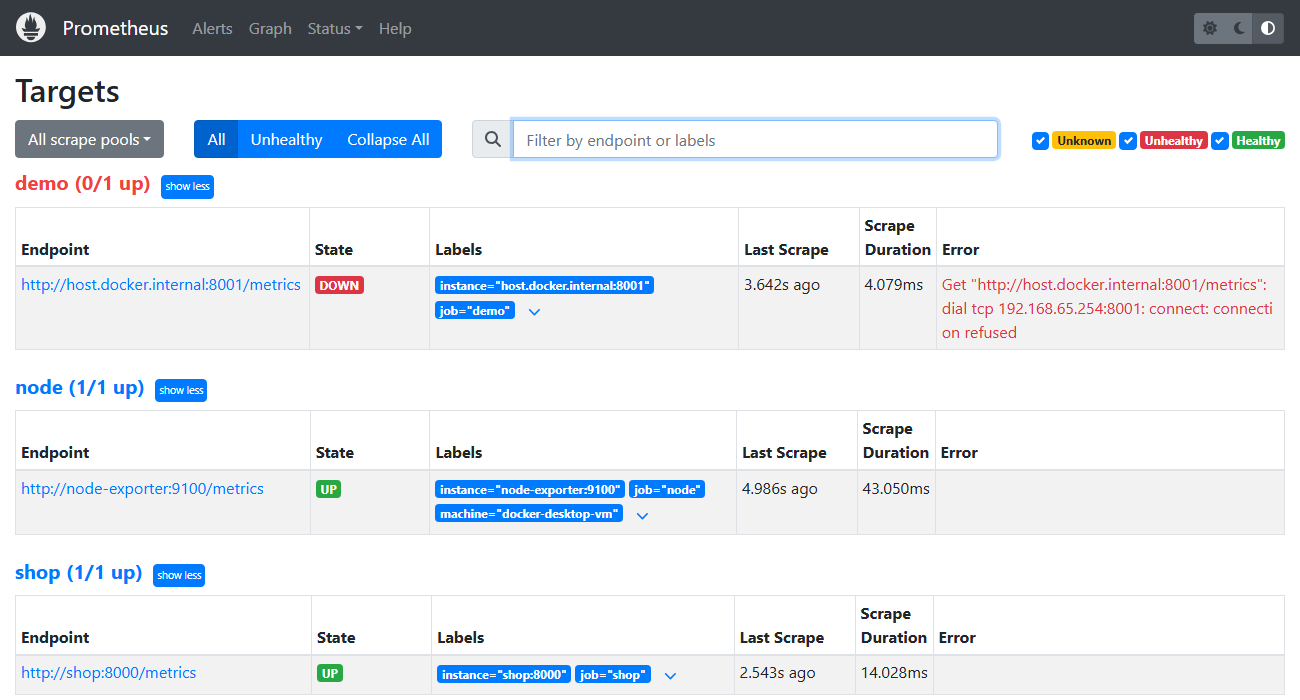 Prometheus Alerts Graph Status Help
Targets
All scrape pools All Unhealthy Collapse All Filter by endpoint or labels Unknown Unhealthy Healthy
demo (0/1 up) show less
Endpoint State Labels Last Scrape Scrape Duration Error
http://host.docker.internal:8001/metrics DOWN instance="host.docker.internal:8001" 3.642s ago 4.079ms Get "http://host.docker.internal:8001/metrics":
job="demo" dial tcp 192.168.65.254:8001: connect: connecti
on refused
node (1/1 up) show less
Endpoint State Labels Last Scrape Scrape Duration Error
http://node-exporter:9100/metrics UP instance="node-exporter:9100" job="node" 4.986s ago 43.050ms
machine="docker-desktop-vm"
shop (1/1 up) show less
Endpoint State Labels Last Scrape Scrape Duration Error
http://shop:8000/metrics UP instance="shop:8000" job="shop" 2.543s ago 14.028ms